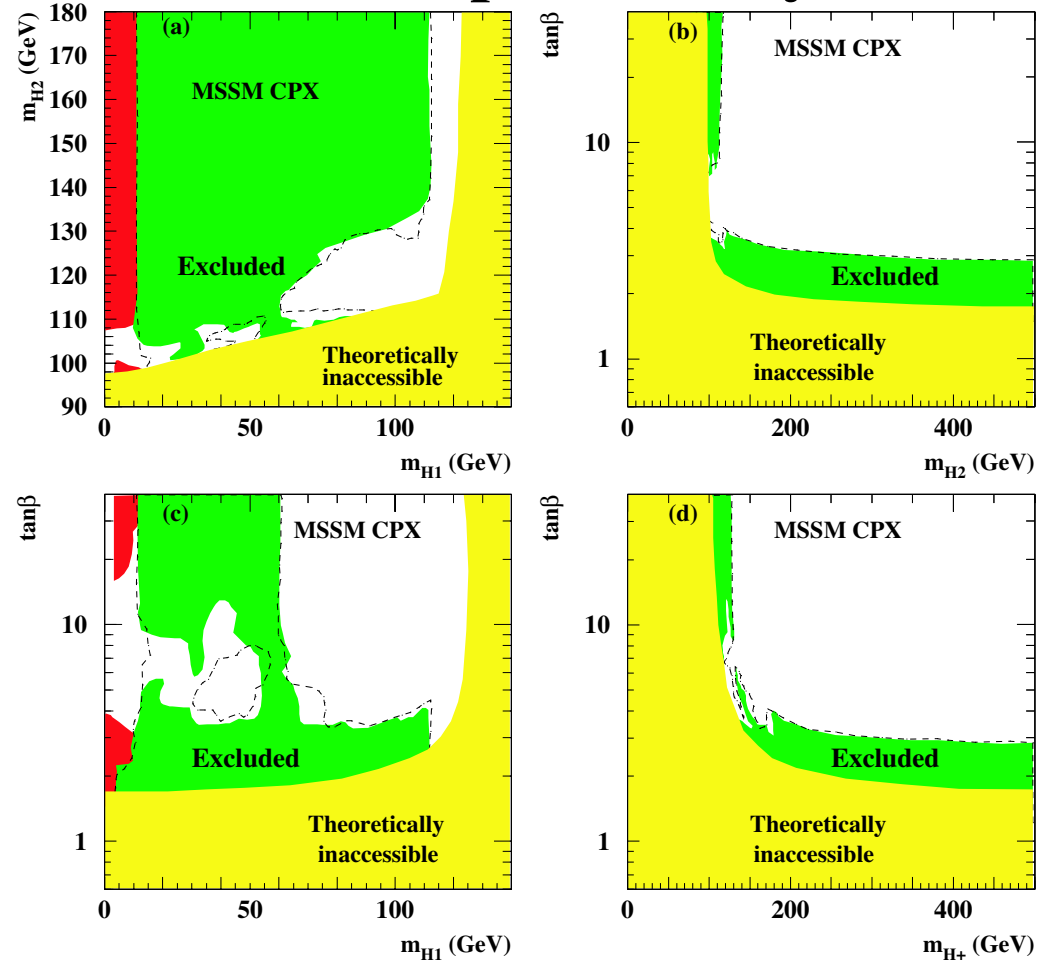 (a)
MSSM CPX
Excluded
Theoretically
inaccessible
m_H2 (GeV)
180
170
160
150
140
130
120
110
100
90
0
50
100
m_H1 (GeV)
(b)
MSSM CPX
Excluded
Theoretically
inaccessible
tanβ
10
1
0
200
400
m_H2 (GeV)
(c)
MSSM CPX
Excluded
Theoretically
inaccessible
tanβ
10
1
0
50
100
m_H1 (GeV)
(d)
MSSM CPX
Excluded
Theoretically
inaccessible
tanβ
10
1
0
200
400
m_H+ (GeV)